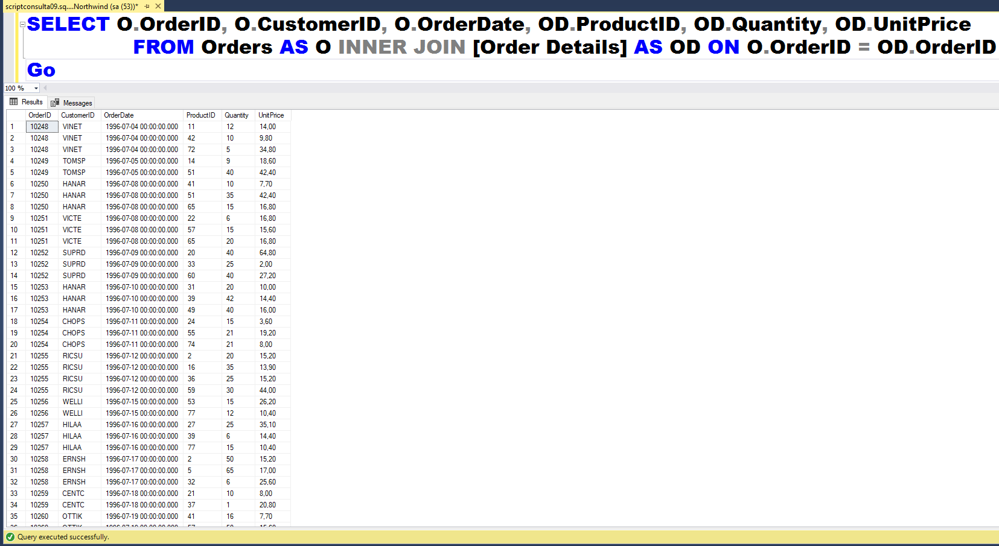 scriptconsulta09.sq....Northwind (sa (53))*
SELECT O.OrderID, O.CustomerID, O.OrderDate, OD.ProductID, OD.Quantity, OD.UnitPrice
FROM Orders AS O INNER JOIN [Order Details] AS OD ON O.OrderID = OD.OrderID
Go
100 %
Results Messages
OrderID CustomerID OrderDate ProductID Quantity UnitPrice
1 10248 VINET 1996-07-04 00:00:00.000 11 12 14,00
2 10248 VINET 1996-07-04 00:00:00.000 42 10 9,80
3 10248 VINET 1996-07-04 00:00:00.000 72 5 34,80
4 10249 TOMSP 1996-07-05 00:00:00.000 14 9 18,60
5 10249 TOMSP 1996-07-05 00:00:00.000 51 40 42,40
6 10250 HANAR 1996-07-08 00:00:00.000 41 10 7,70
7 10250 HANAR 1996-07-08 00:00:00.000 51 35 42,40
8 10250 HANAR 1996-07-08 00:00:00.000 65 15 16,80
9 10251 VICTE 1996-07-08 00:00:00.000 22 6 16,80
10 10251 VICTE 1996-07-08 00:00:00.000 57 15 15,60
11 10251 VICTE 1996-07-08 00:00:00.000 65 20 16,80
12 10252 SUPRD 1996-07-09 00:00:00.000 20 40 64,80
13 10252 SUPRD 1996-07-09 00:00:00.000 33 25 2,00
14 10252 SUPRD 1996-07-09 00:00:00.000 60 40 27,20
15 10253 HANAR 1996-07-10 00:00:00.000 31 20 10,00
16 10253 HANAR 1996-07-10 00:00:00.000 39 42 14,40
17 10253 HANAR 1996-07-10 00:00:00.000 49 40 16,00
18 10254 CHOPS 1996-07-11 00:00:00.000 24 15 3,60
19 10254 CHOPS 1996-07-11 00:00:00.000 55 21 19,20
20 10254 CHOPS 1996-07-11 00:00:00.000 74 21 8,00
21 10255 RICSU 1996-07-12 00:00:00.000 2 20 15,20
22 10255 RICSU 1996-07-12 00:00:00.000 16 35 13,90
23 10255 RICSU 1996-07-12 00:00:00.000 36 25 15,20
24 10255 RICSU 1996-07-12 00:00:00.000 59 30 44,00
25 10256 WELLI 1996-07-15 00:00:00.000 53 15 26,20
26 10256 WELLI 1996-07-15 00:00:00.000 77 12 10,40
27 10257 HILAA 1996-07-16 00:00:00.000 27 25 35,10
28 10257 HILAA 1996-07-16 00:00:00.000 39 6 14,40
29 10257 HILAA 1996-07-16 00:00:00.000 77 15 10,40
30 10258 ERNSH 1996-07-17 00:00:00.000 2 50 15,20
31 10258 ERNSH 1996-07-17 00:00:00.000 5 65 17,00
32 10258 ERNSH 1996-07-17 00:00:00.000 32 6 25,60
33 10259 CENTC 1996-07-18 00:00:00.000 21 10 8,00
34 10259 CENTC 1996-07-18 00:00:00.000 37 1 20,80
35 10260 OTTIK 1996-07-19 00:00:00.000 41 16 7,70
Query executed successfully.